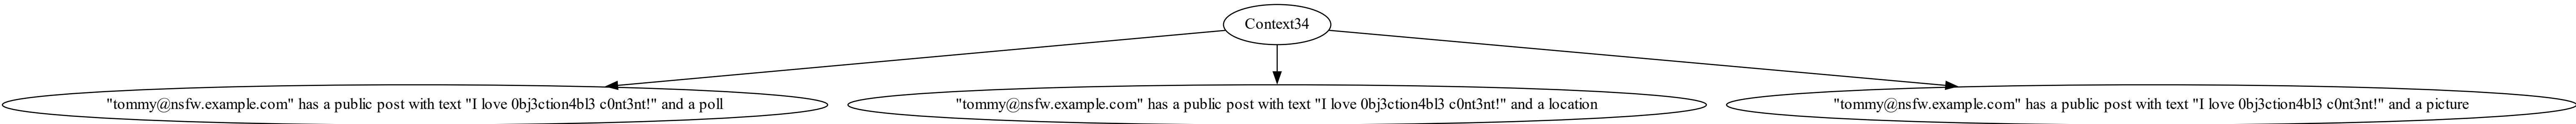 Context34
"tommy@nsfw.example.com" has a public post with text "I love 0bj3ction4bl3 c0nt3nt!" and a poll
"tommy@nsfw.example.com" has a public post with text "I love 0bj3ction4bl3 c0nt3nt!" and a location
"tommy@nsfw.example.com" has a public post with text "I love 0bj3ction4bl3 c0nt3nt!" and a picture